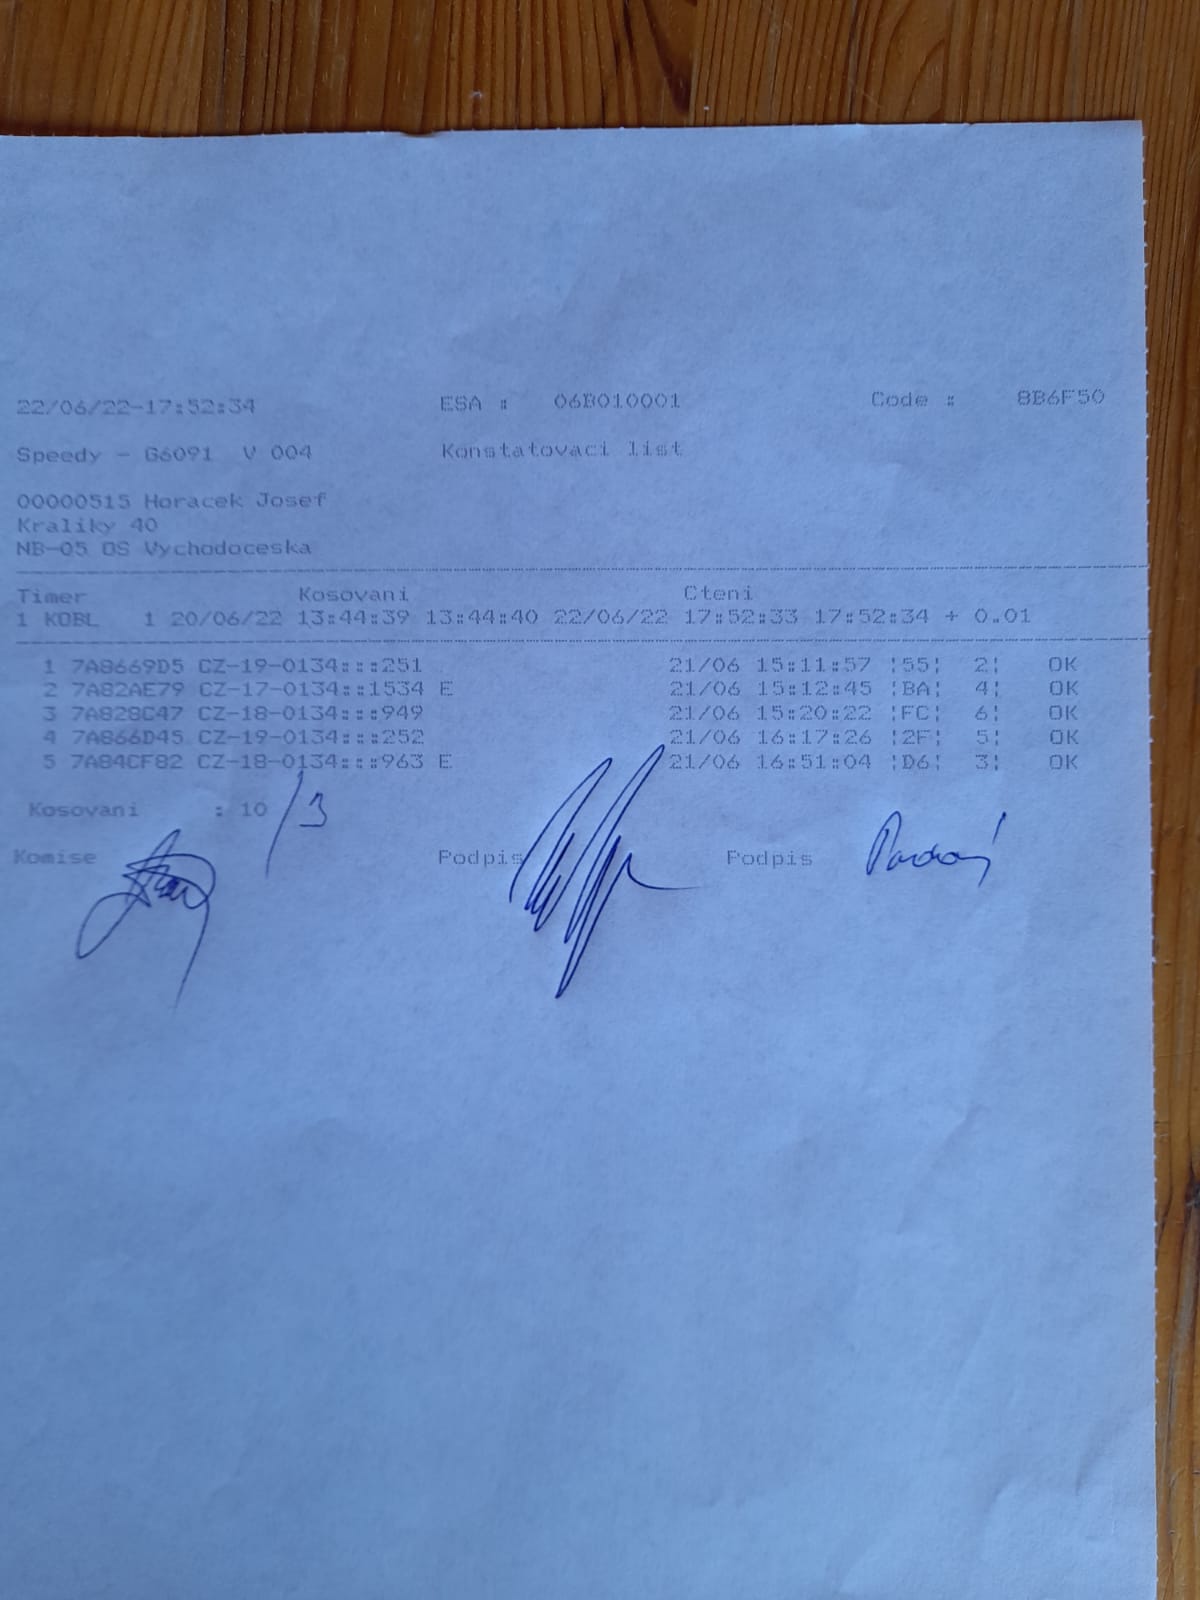 22/06/22-17:52:34 ESA : 06B010001 Code : 8B6F50
Speedy - G6091 V 004 Konstatovaci list
00000515 Horacek Josef
Kraliky 40
NB-05 OS Vychodoceska
Timer Kosovani Cteni
1 KOBL 1 20/06/22 13:44:39 13:44:40 22/06/22 17:52:33 17:52:34 + 0.01
1 7A8669D5 CZ-19-0134:::251 21/06 15:11:57 ¦55¦ 2¦ OK
2 7A82AE79 CZ-17-0134::1534 E 21/06 15:12:45 ¦BA¦ 4¦ OK
3 7A828C47 CZ-18-0134:::949 21/06 15:20:22 ¦FC¦ 6¦ OK
4 7A866D45 CZ-19-0134:::252 21/06 16:17:26 ¦2F¦ 5¦ OK
5 7A84CF82 CZ-18-0134:::963 E 21/06 16:51:04 ¦D6¦ 3¦ OK
Kosovani : 10 /3
Komise Podpis Podpis